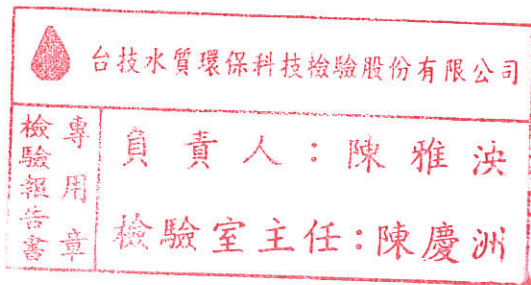 台技水質環保科技檢驗股份有限公司
檢驗報告書
專用章
負責人：陳雅泱
檢驗室主任：陳慶洲